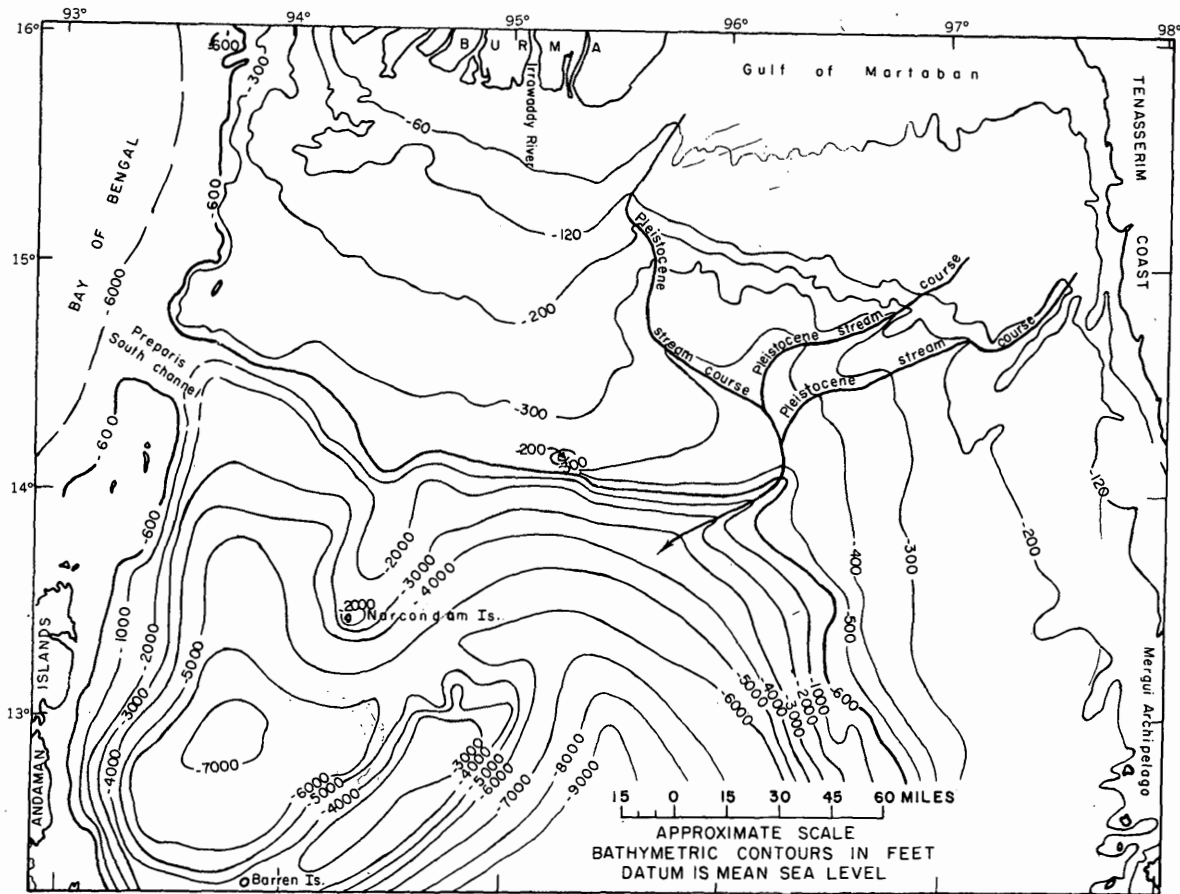 93° 94° 95° 96° 97° 98°
16°
15°
14°
13°
BURMA
Irrawaddy River
Gulf of Martaban
TENASSERIM COAST
BAY OF BENGAL
-600
-300
-60
-600
-6000
-120
-200
Pleistocene stream course
Pleistocene stream course
Pleistocene stream course
Preparis
South channel
-300
-200
-600
-120
-200
-600
-2000
-3000
-4000
-400
-300
-500
-2000
Narcondam Is.
-1000
-2000
-3000
-4000
-5000
-7000
-6000
-5000
-4000
-3000
-4000
-5000
-6000
-7000
-8000
-9000
-6000
-5000
-4000
-3000
-2000
-1000
-600
ANDAMAN ISLANDS
Mergui Archipelago
Barren Is.
15 0 15 30 45 60 MILES
APPROXIMATE SCALE
BATHYMETRIC CONTOURS IN FEET
DATUM IS MEAN SEA LEVEL